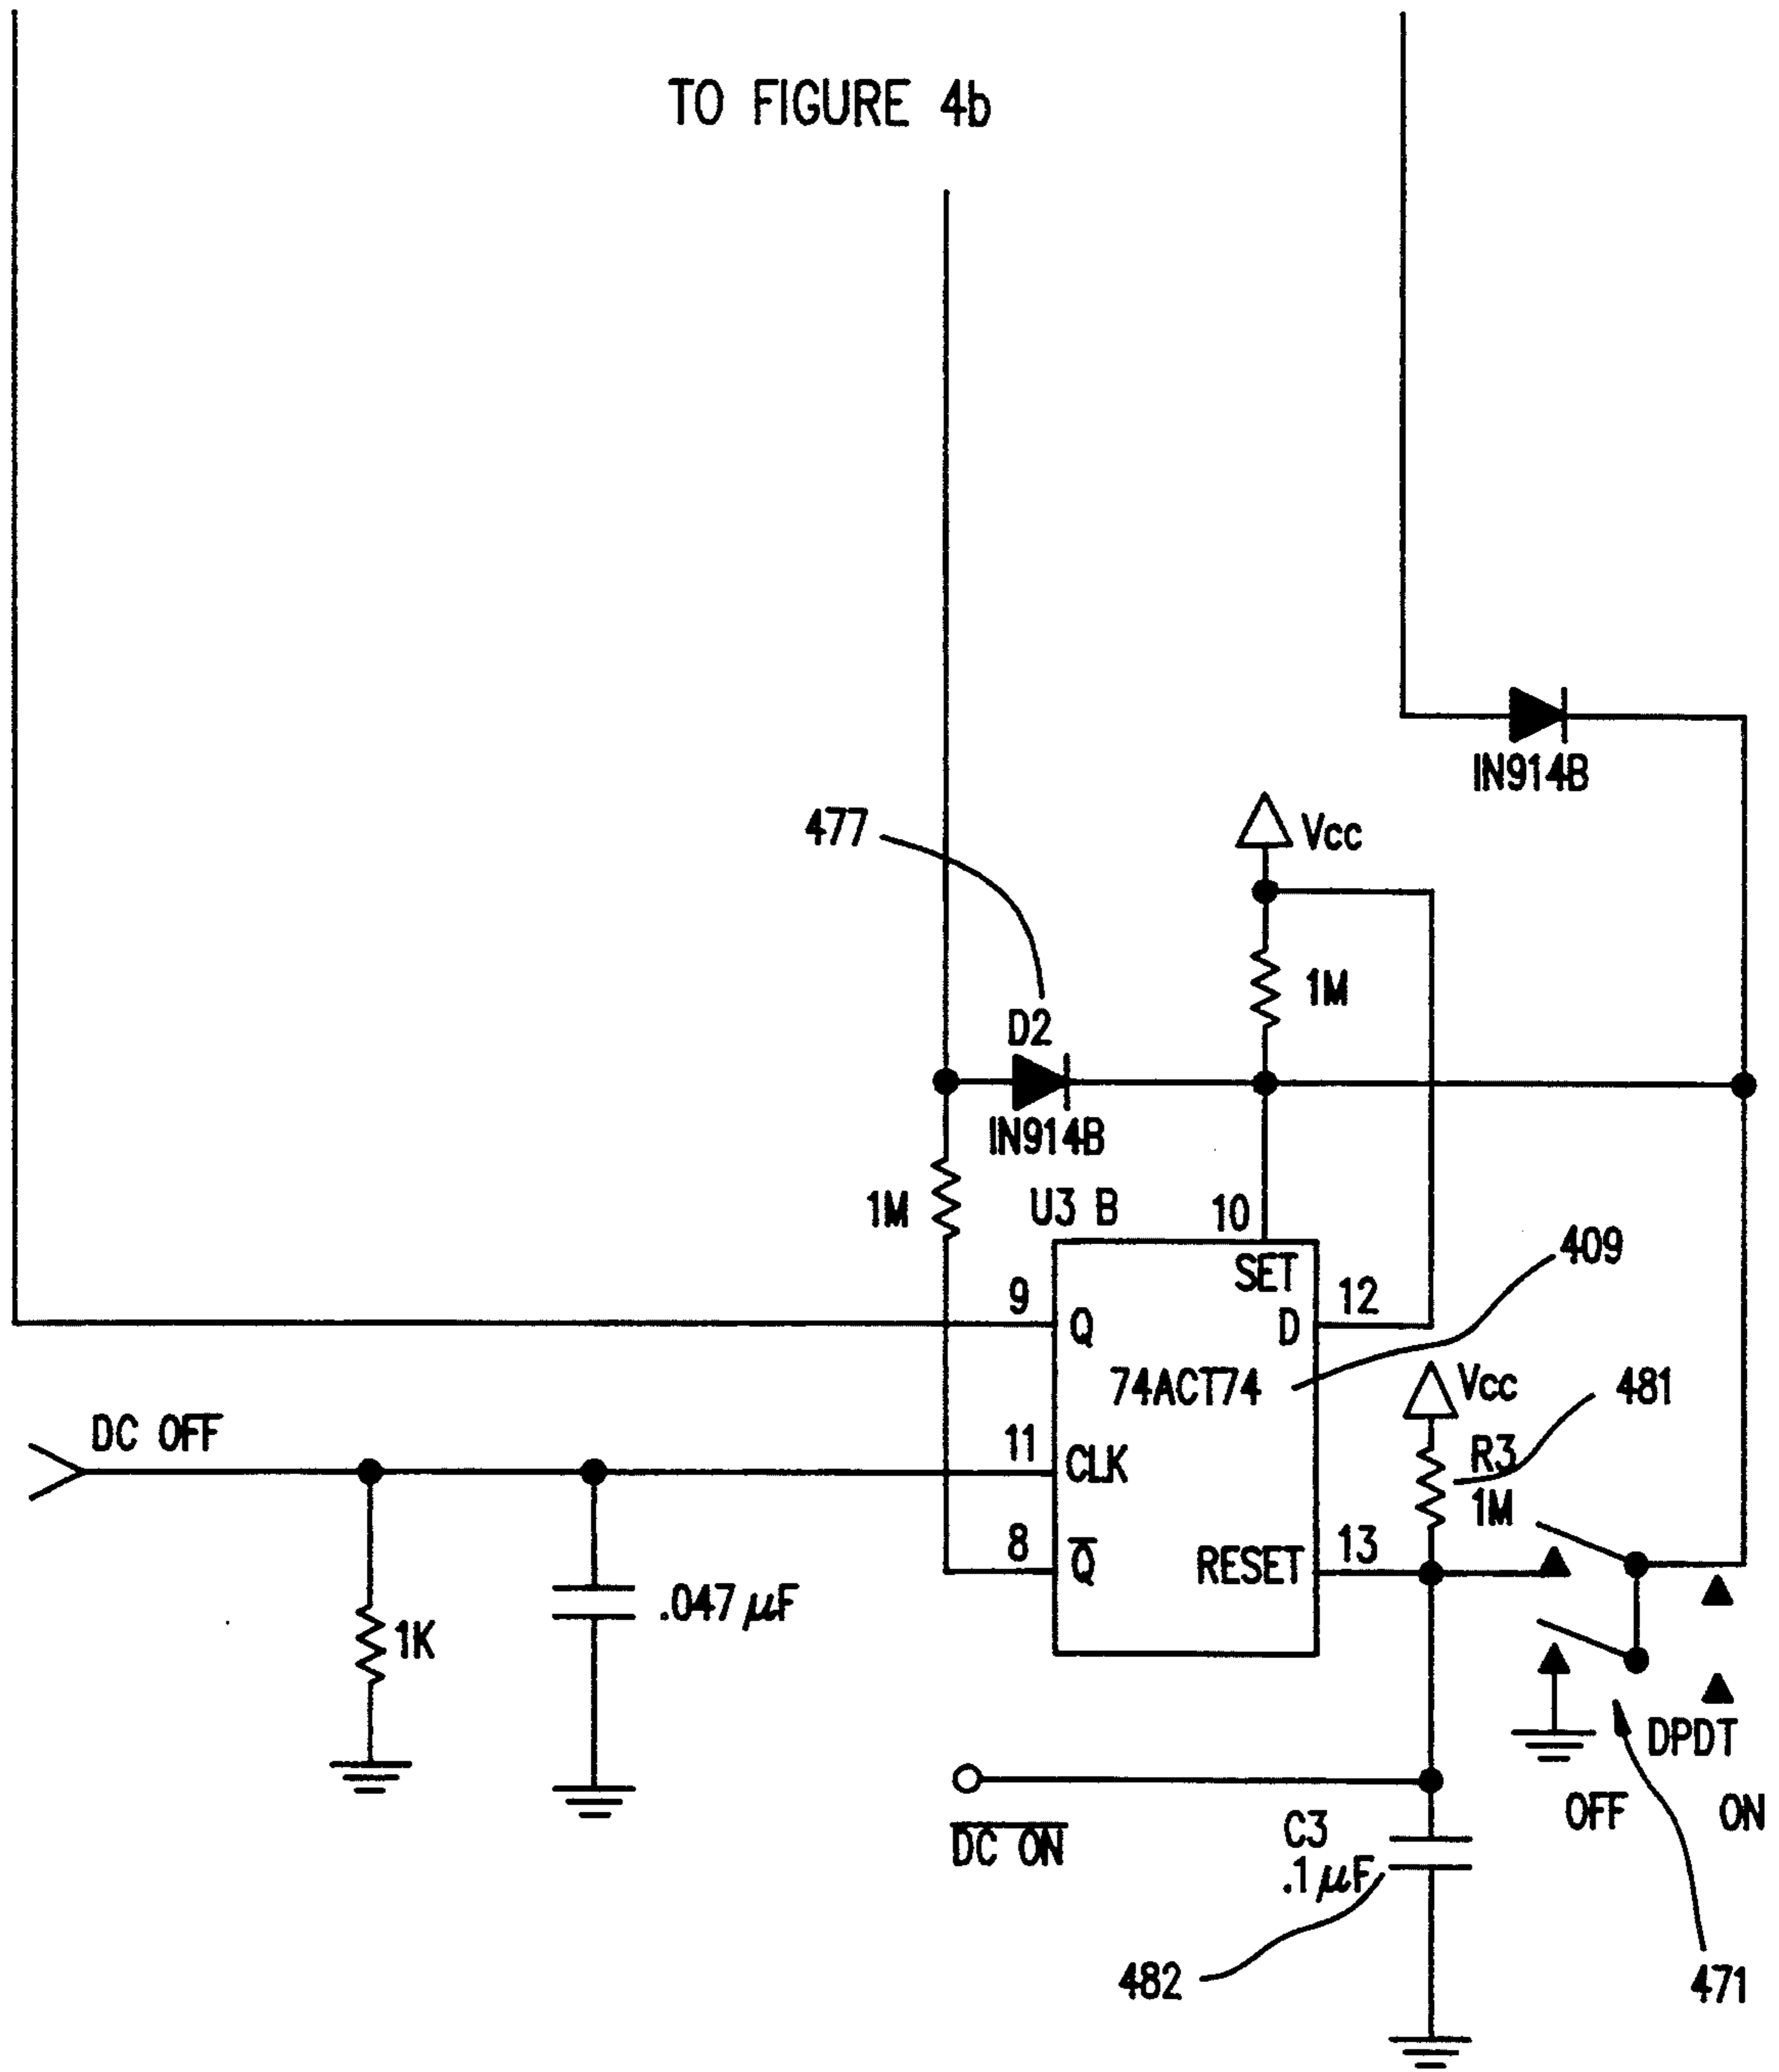 TO FIGURE 4b
IN914B
477
Vcc
1M
D2
IN914B
1M
U3 B
10
SET
409
9
Q
D
12
74ACT74
Vcc
481
DC OFF
11
CLK
R3
1M
8
Q̅
RESET
13
.047 µF
1K
DPDT
OFF
ON
D̅C̅ O̅N̅
C3
.1 µF
482
471